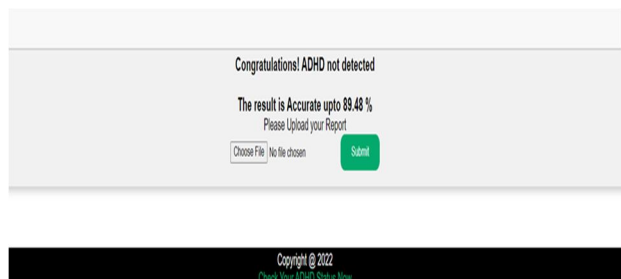 Congratulations! ADHD not detected
The result is Accurate upto 89.48 %
Please Upload your Report
Choose File No file chosen Submit
Copyright @ 2022
Check Your ADHD Status Now